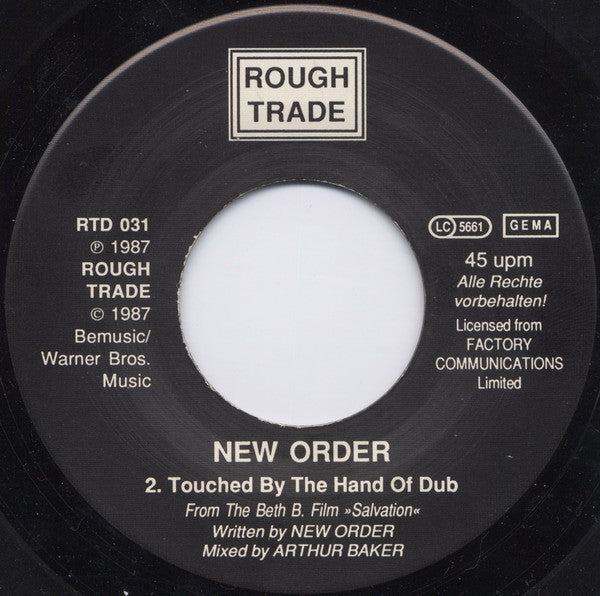 ROUGH
TRADE
RTD 031
℗ 1987
ROUGH
TRADE
© 1987
Bemusic/
Warner Bros.
Music
LC 5661
GEMA
45 upm
Alle Rechte
vorbehalten!
Licensed from
FACTORY
COMMUNICATIONS
Limited
NEW ORDER
2. Touched By The Hand Of Dub
From The Beth B. Film »Salvation«
Written by NEW ORDER
Mixed by ARTHUR BAKER